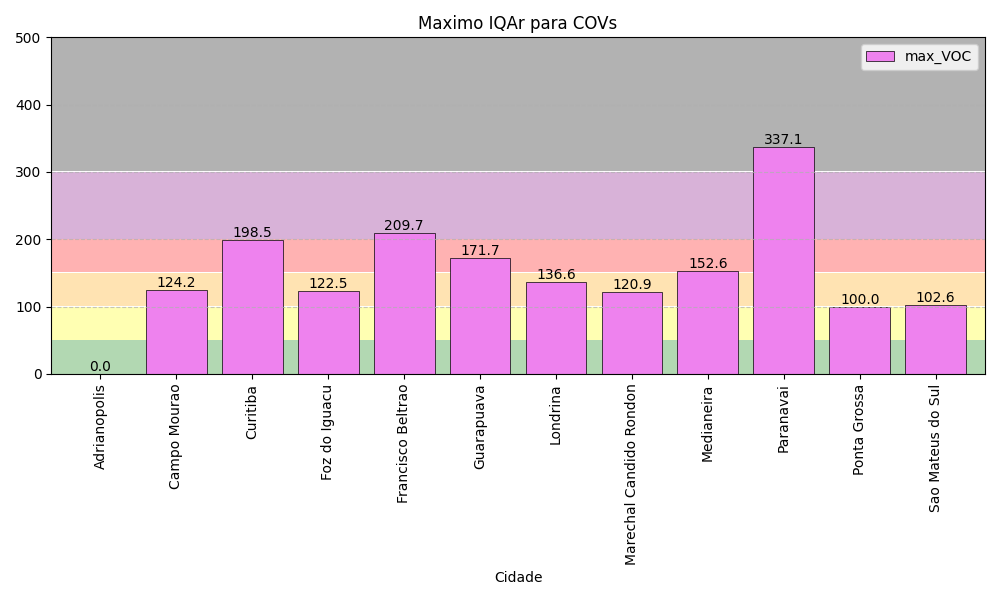 Maximo IQAr para COVs
max_VOC
500
400
300
200
100
0
0.0
124.2
198.5
122.5
209.7
171.7
136.6
120.9
152.6
337.1
100.0
102.6
Adrianopolis
Campo Mourao
Curitiba
Foz do Iguacu
Francisco Beltrao
Guarapuava
Londrina
Marechal Candido Rondon
Medianeira
Paranavai
Ponta Grossa
Sao Mateus do Sul
Cidade